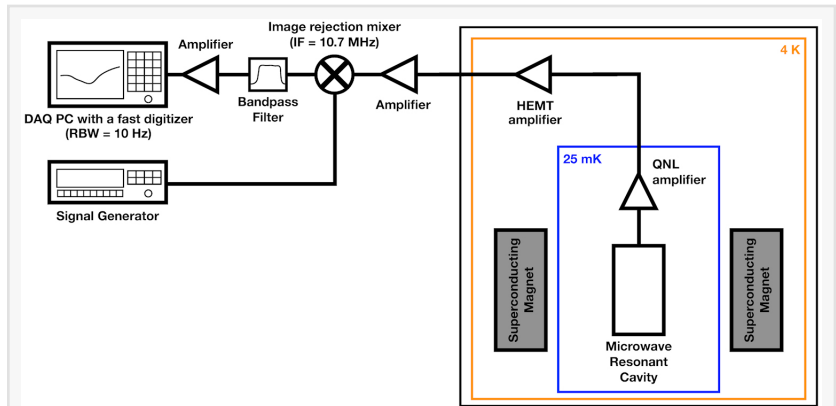 Image rejection mixer
(IF = 10.7 MHz)
Amplifier
4 K
Bandpass
Filter
Amplifier
HEMT
amplifier
DAQ PC with a fast digitizer
(RBW = 10 Hz)
25 mK
QNL
amplifier
Signal Generator
Superconducting
Magnet
Superconducting
Magnet
Microwave
Resonant
Cavity